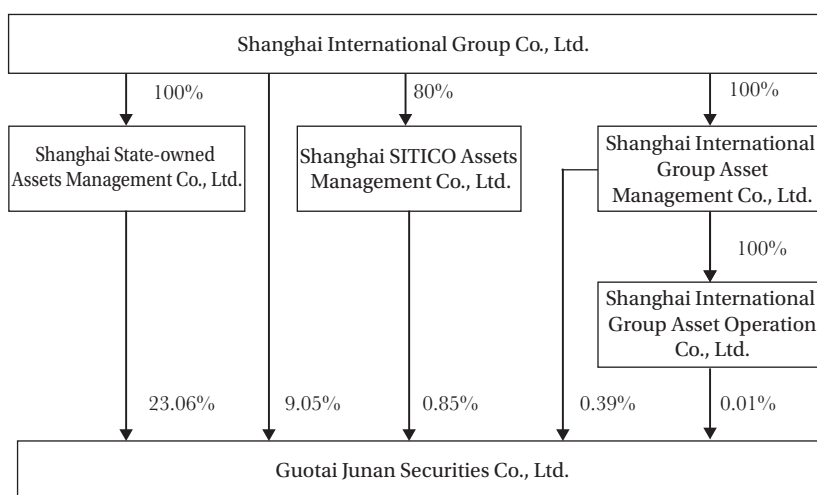 Shanghai International Group Co., Ltd.
100%
80%
100%
Shanghai State-owned
Assets Management Co., Ltd.
Shanghai SITICO Assets
Management Co., Ltd.
Shanghai International
Group Asset
Management Co., Ltd.
100%
Shanghai International
Group Asset Operation
Co., Ltd.
23.06%
9.05%
0.85%
0.39%
0.01%
Guotai Junan Securities Co., Ltd.